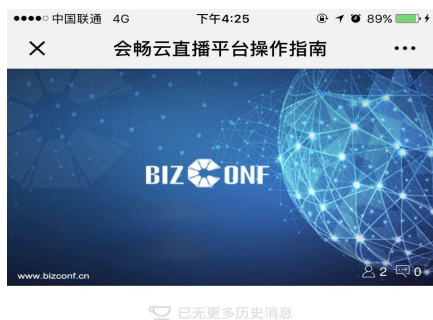 中国联通 4G 下午4:25 89%
会畅云直播平台操作指南
BIZCONF
www.bizconf.cn 2 0
已无更多历史消息